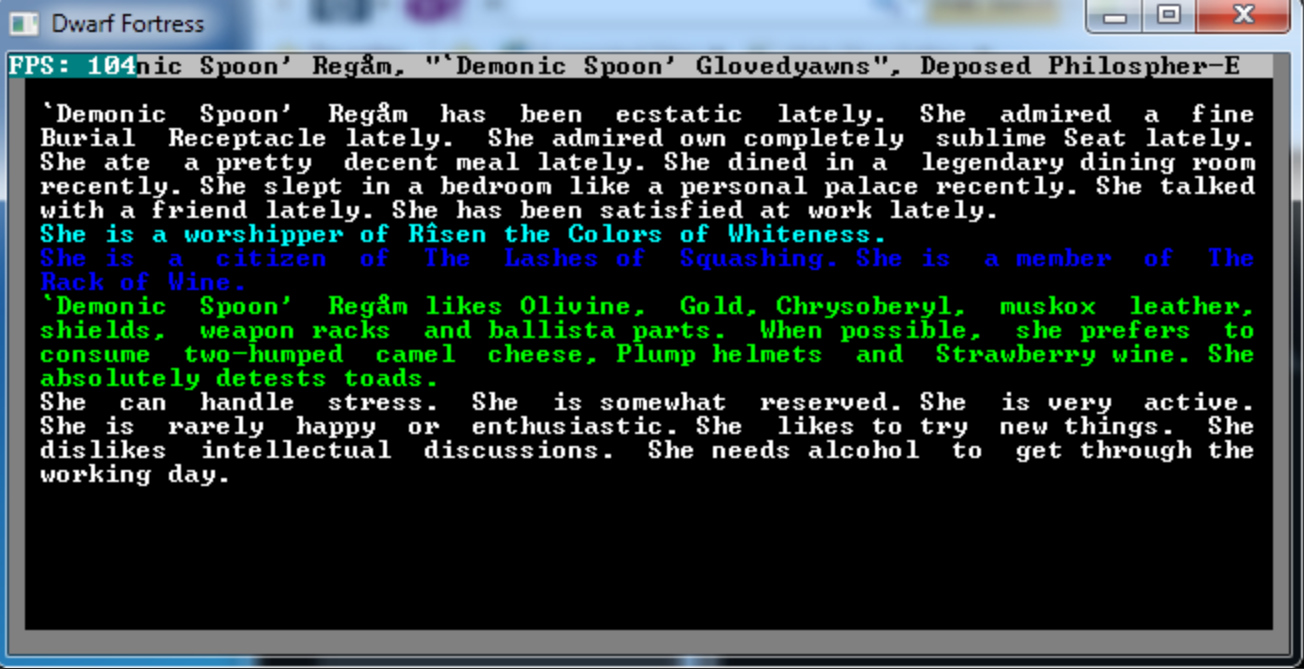 Dwarf Fortress
FPS: 104nic Spoon' Regåm, "`Demonic Spoon' Glovedyawns", Deposed Philospher-E
`Demonic Spoon' Regåm has been ecstatic lately. She admired a fine
Burial Receptacle lately. She admired own completely sublime Seat lately.
She ate a pretty decent meal lately. She dined in a legendary dining room
recently. She slept in a bedroom like a personal palace recently. She talked
with a friend lately. She has been satisfied at work lately.
She is a worshipper of Rîsen the Colors of Whiteness.
She is a citizen of The Lashes of Squashing. She is a member of The
Rack of Wine.
`Demonic Spoon' Regåm likes Olivine, Gold, Chrysoberyl, muskox leather,
shields, weapon racks and ballista parts. When possible, she prefers to
consume two-humped camel cheese, Plump helmets and Strawberry wine. She
absolutely detests toads.
She can handle stress. She is somewhat reserved. She is very active.
She is rarely happy or enthusiastic. She likes to try new things. She
dislikes intellectual discussions. She needs alcohol to get through the
working day.